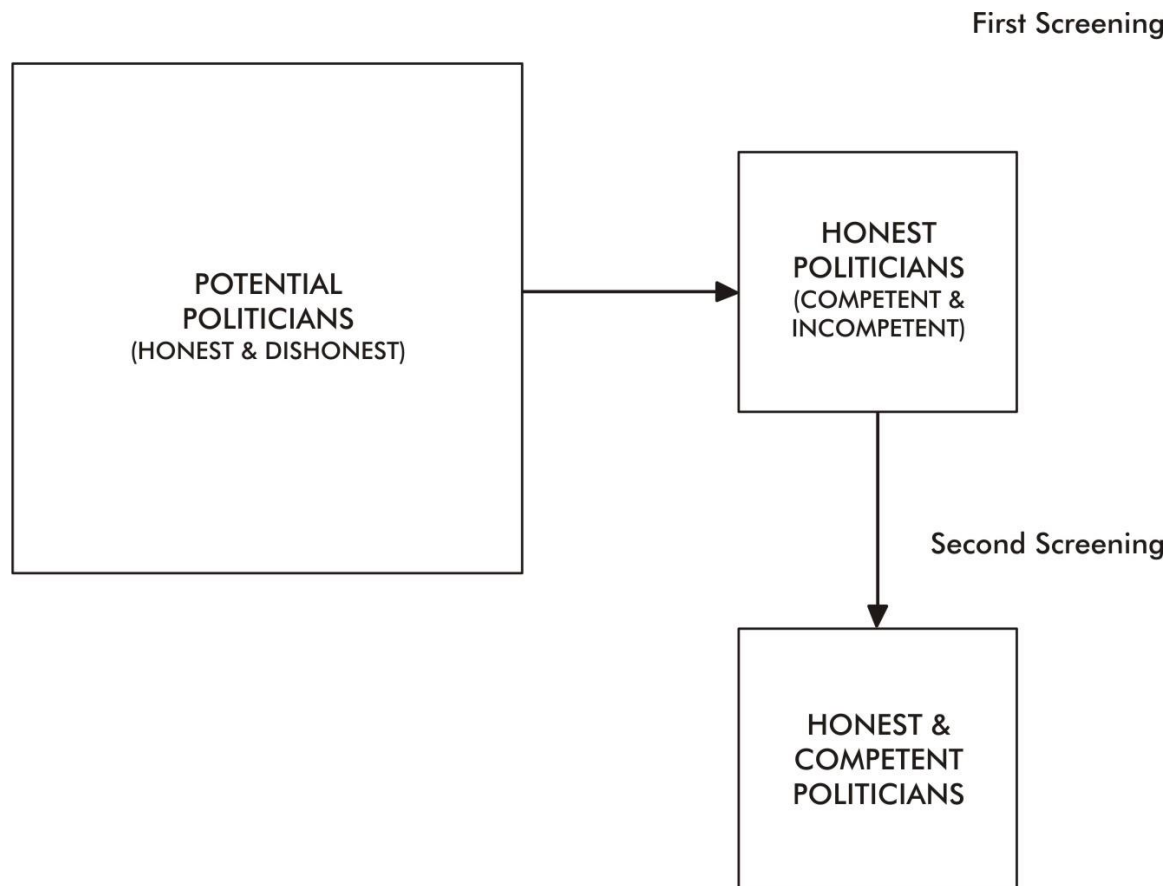 First Screening
POTENTIAL
POLITICIANS
(HONEST & DISHONEST)
HONEST
POLITICIANS
(COMPETENT &
INCOMPETENT)
Second Screening
HONEST &
COMPETENT
POLITICIANS